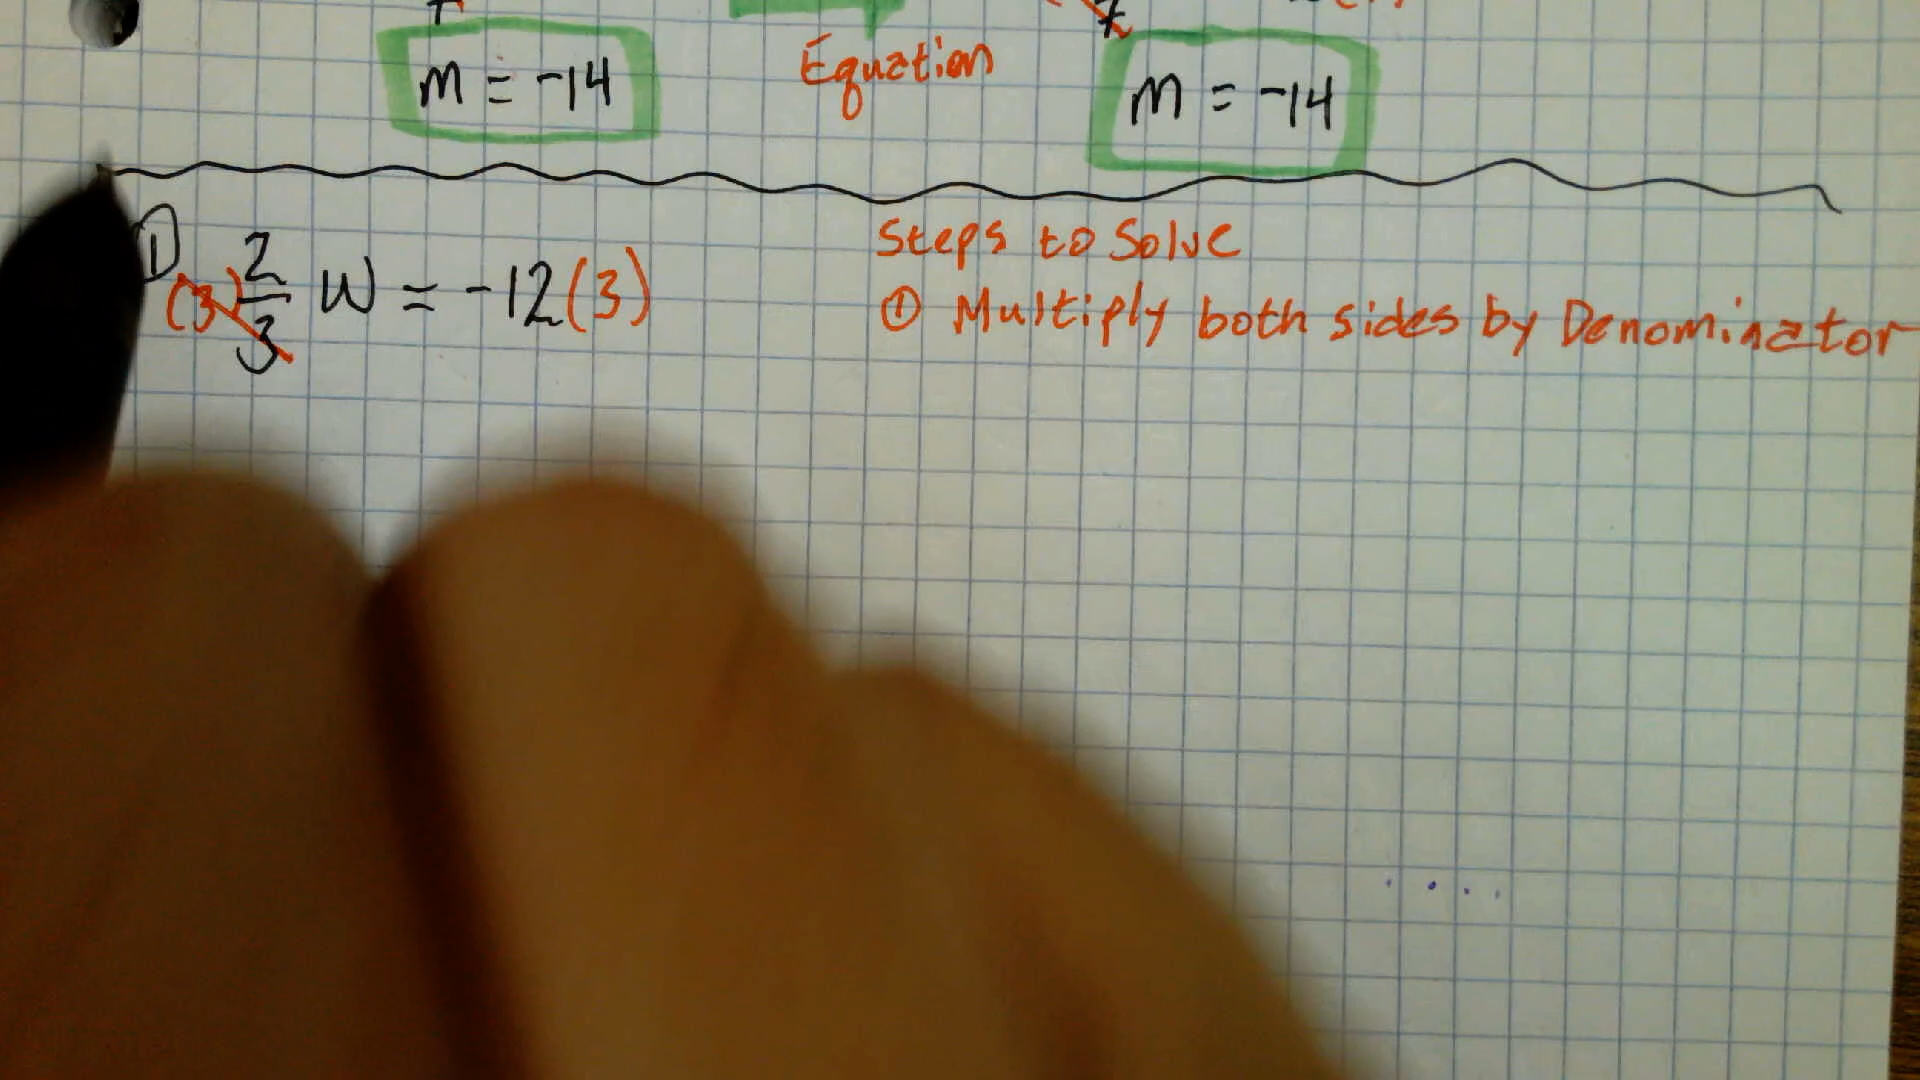 Equation
m = -14
m = -14
① (3) 2/3 W = -12(3)
Steps to Solve
① Multiply both sides by Denominator